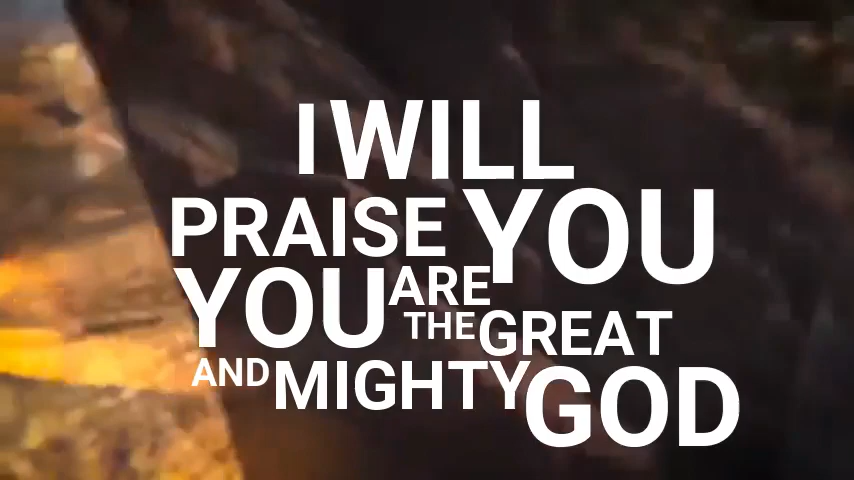 I WILL
PRAISE YOU
YOU ARE
THE GREAT
AND MIGHTY GOD